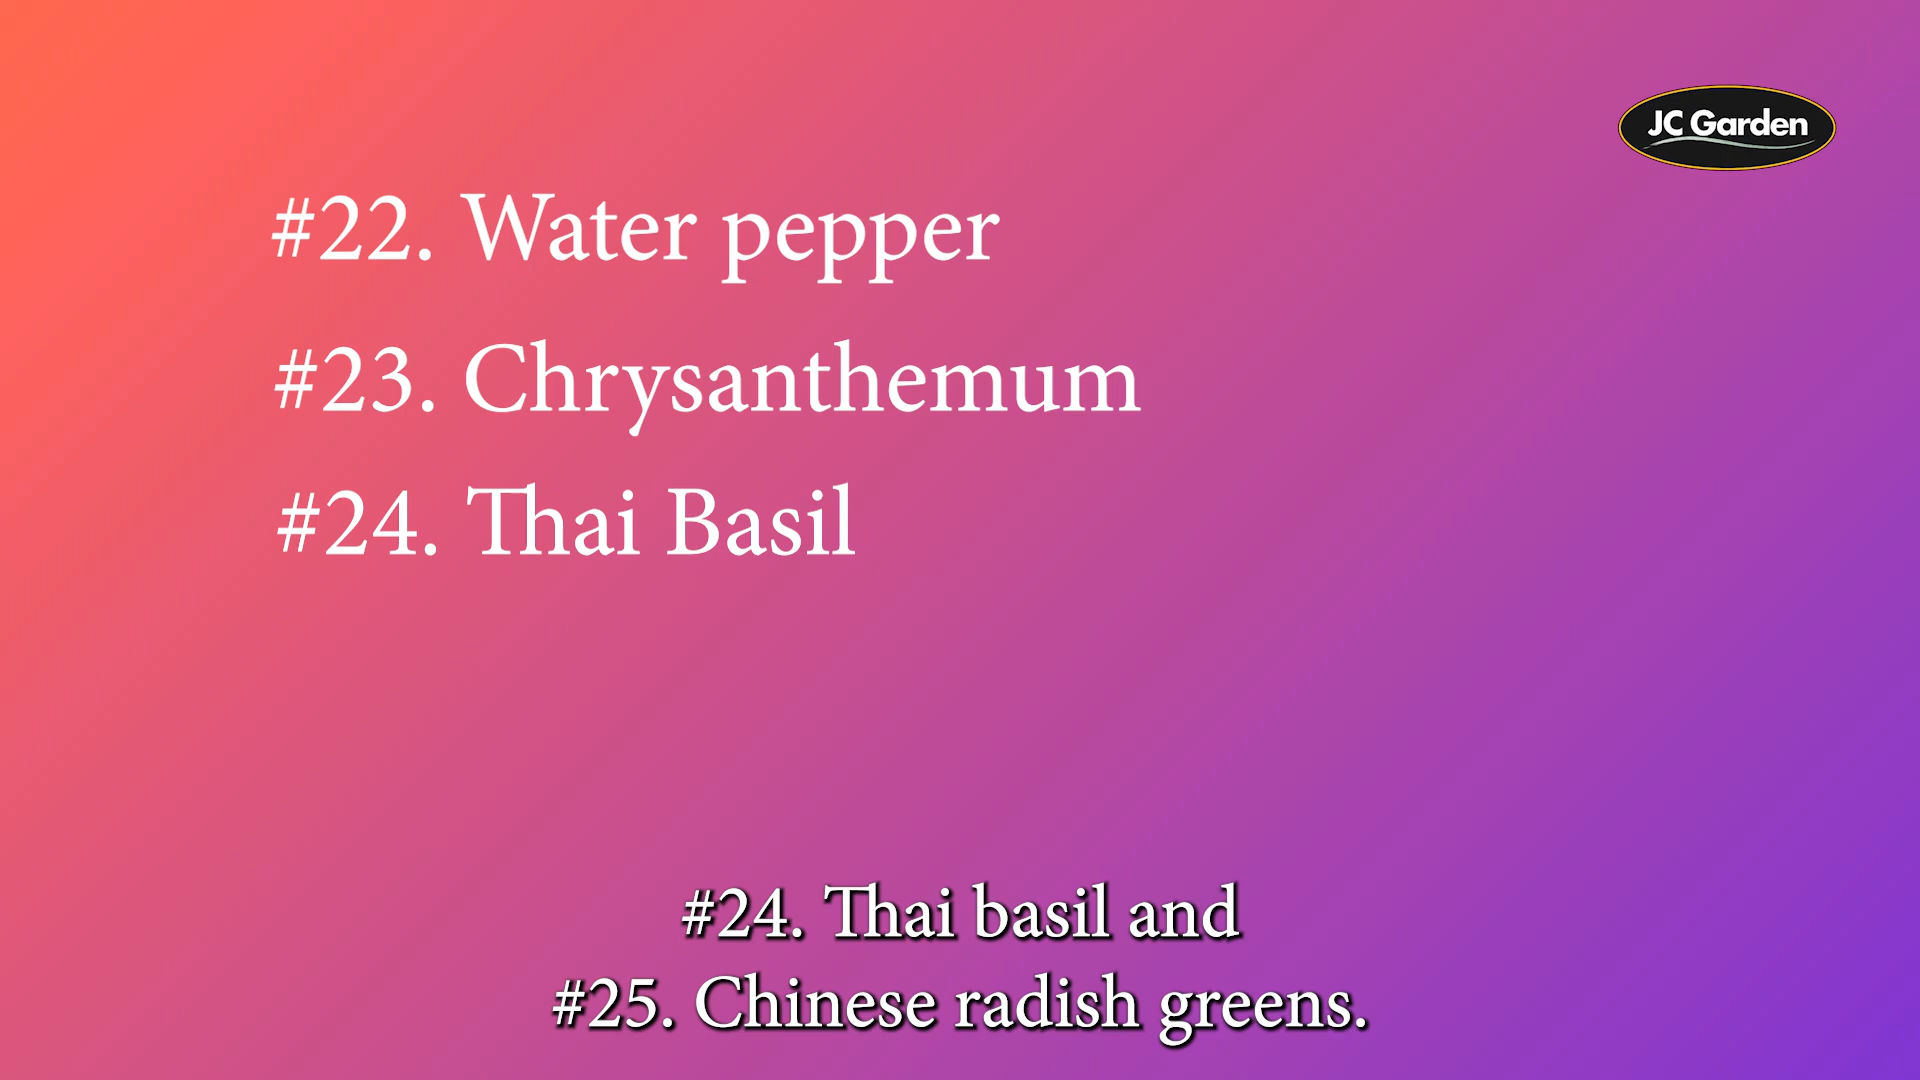 JC Garden
#22. Water pepper
#23. Chrysanthemum
#24. Thai Basil
#24. Thai basil and
#25. Chinese radish greens.